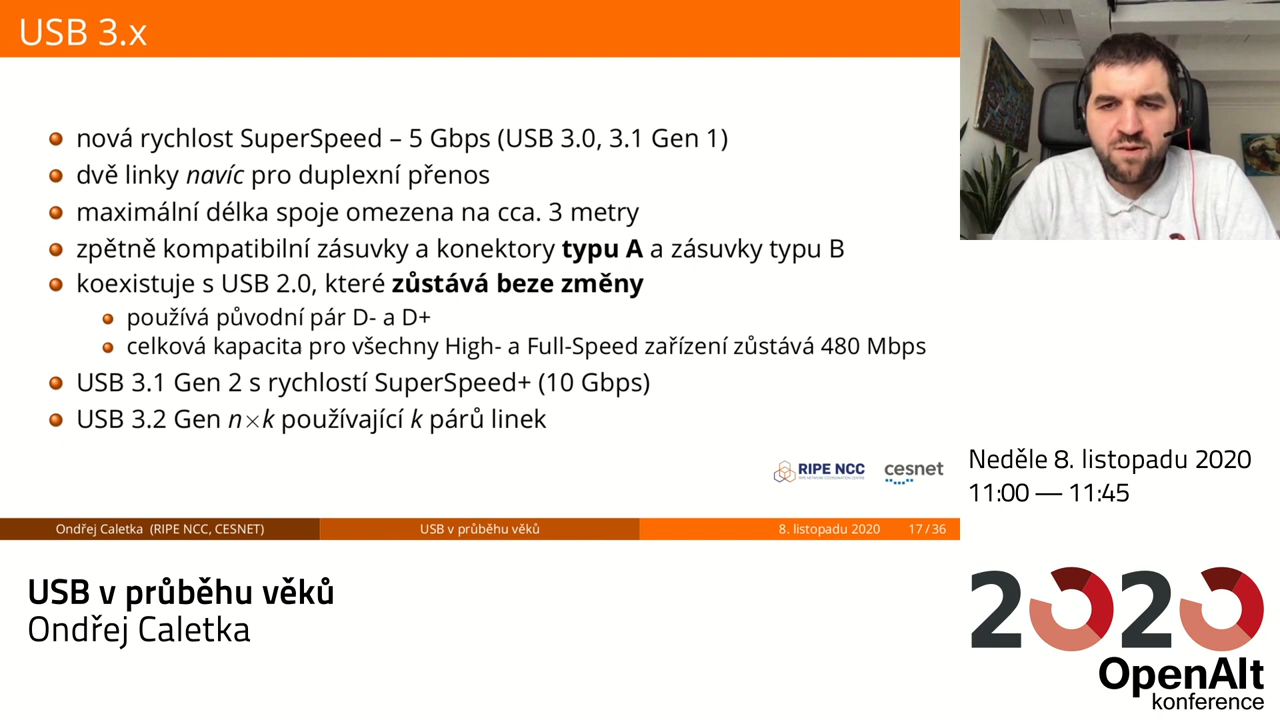 USB 3.x
nová rychlost SuperSpeed – 5 Gbps (USB 3.0, 3.1 Gen 1)
dvě linky navíc pro duplexní přenos
maximální délka spoje omezena na cca. 3 metry
zpětně kompatibilní zásuvky a konektory typu A a zásuvky typu B
koexistuje s USB 2.0, které zůstává beze změny
používá původní pár D- a D+
celková kapacita pro všechny High- a Full-Speed zařízení zůstává 480 Mbps
USB 3.1 Gen 2 s rychlostí SuperSpeed+ (10 Gbps)
USB 3.2 Gen n×k používající k párů linek
RIPE NCC
RIPE NETWORK COORDINATION CENTRE
cesnet
Ondřej Caletka (RIPE NCC, CESNET)
USB v průběhu věků
8. listopadu 2020
17 / 36
Neděle 8. listopadu 2020
11:00 — 11:45
USB v průběhu věků
Ondřej Caletka
2020
OpenAlt
konference